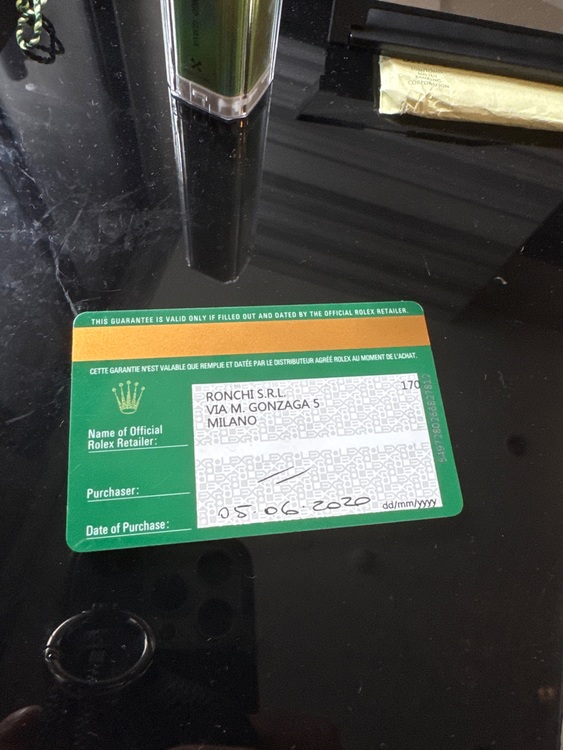 CORPORATION
THIS GUARANTEE IS VALID ONLY IF FILLED OUT AND DATED BY THE OFFICIAL ROLEX RETAILER.
CETTE GARANTIE N'EST VALABLE QUE REMPLIE ET DATÉE PAR LE DISTRIBUTEUR AGRÉÉ ROLEX AU MOMENT DE L'ACHAT.
RONCHI S.R.L. 170
VIA M. GONZAGA 5
MILANO
Name of Official
Rolex Retailer:
Purchaser:
05.06.2020 dd/mm/yyyy
Date of Purchase: